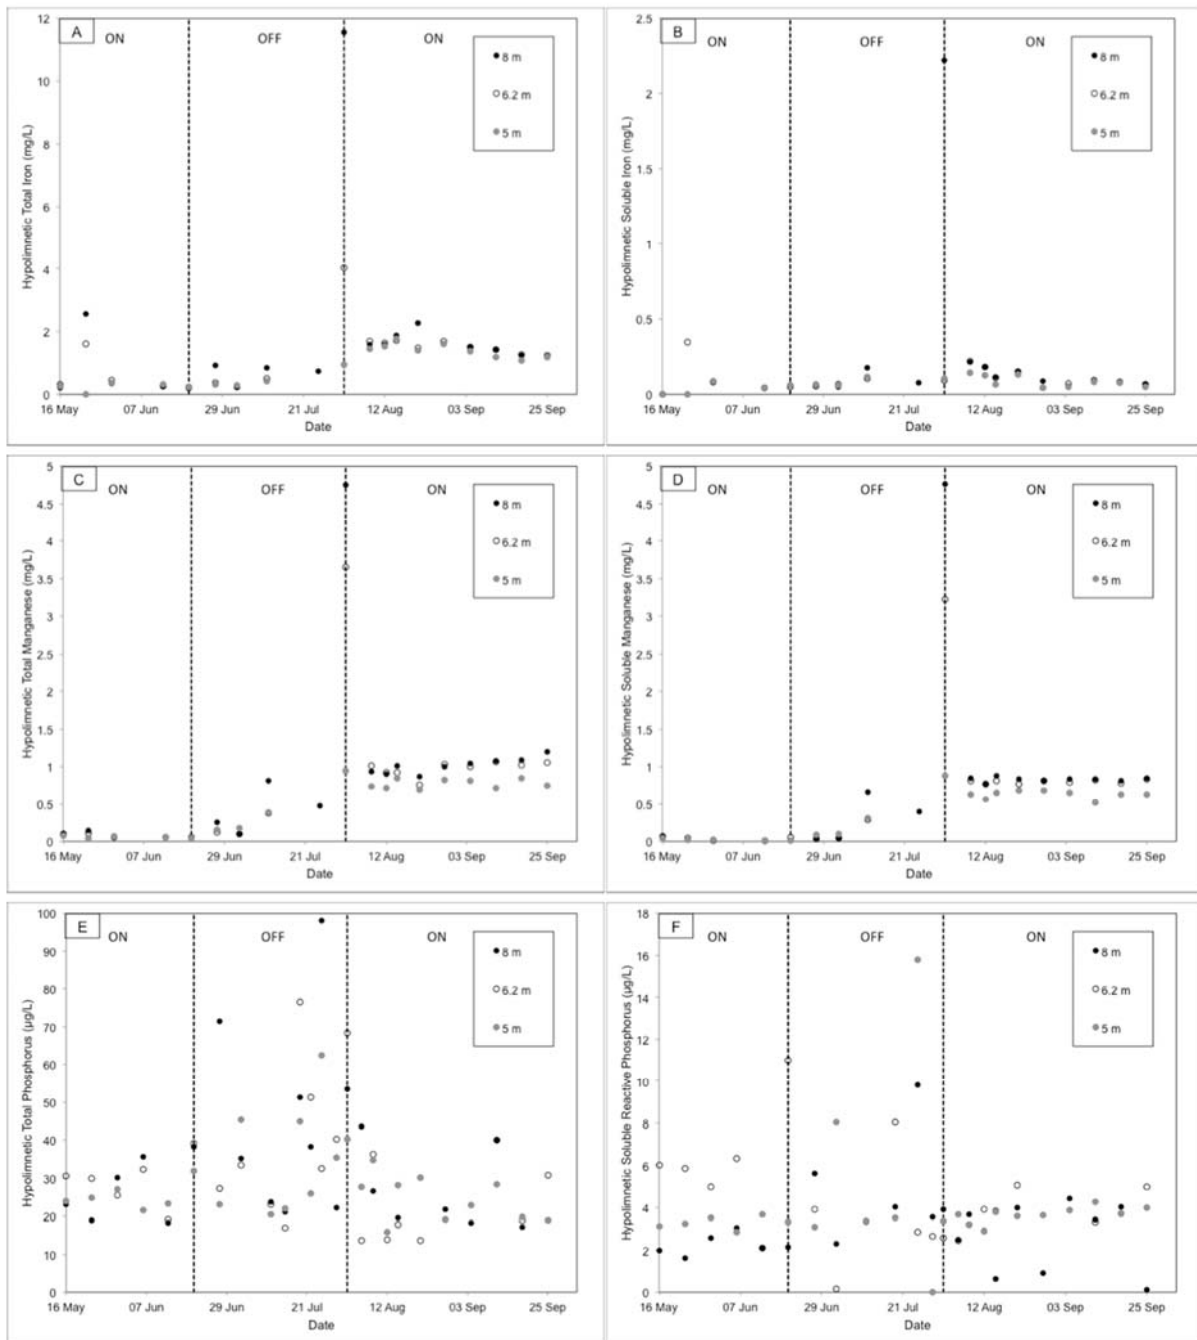 A
ON
OFF
ON
8 m
6.2 m
5 m
Hypolimnetic Total Iron (mg/L)
12
10
8
6
4
2
0
16 May
07 Jun
29 Jun
21 Jul
12 Aug
03 Sep
25 Sep
Date
B
ON
OFF
ON
8 m
6.2 m
5 m
Hypolimnetic Soluble Iron (mg/L)
2.5
2
1.5
1
0.5
0
16 May
07 Jun
29 Jun
21 Jul
12 Aug
03 Sep
25 Sep
Date
C
ON
OFF
ON
8 m
6.2 m
5 m
Hypolimnetic Total Manganese (mg/L)
5
4.5
4
3.5
3
2.5
2
1.5
1
0.5
0
16 May
07 Jun
29 Jun
21 Jul
12 Aug
03 Sep
25 Sep
Date
D
ON
OFF
ON
8 m
6.2 m
5 m
Hypolimnetic Soluble Manganese (mg/L)
5
4.5
4
3.5
3
2.5
2
1.5
1
0.5
0
16 May
07 Jun
29 Jun
21 Jul
12 Aug
03 Sep
25 Sep
Date
E
ON
OFF
ON
8 m
6.2 m
5 m
Hypolimnetic Total Phosphorus (µg/L)
100
90
80
70
60
50
40
30
20
10
0
16 May
07 Jun
29 Jun
21 Jul
12 Aug
03 Sep
25 Sep
Date
F
ON
OFF
ON
8 m
6.2 m
5 m
Hypolimnetic Soluble Reactive Phosphorus (µg/L)
18
16
14
12
10
8
6
4
2
0
16 May
07 Jun
29 Jun
21 Jul
12 Aug
03 Sep
25 Sep
Date